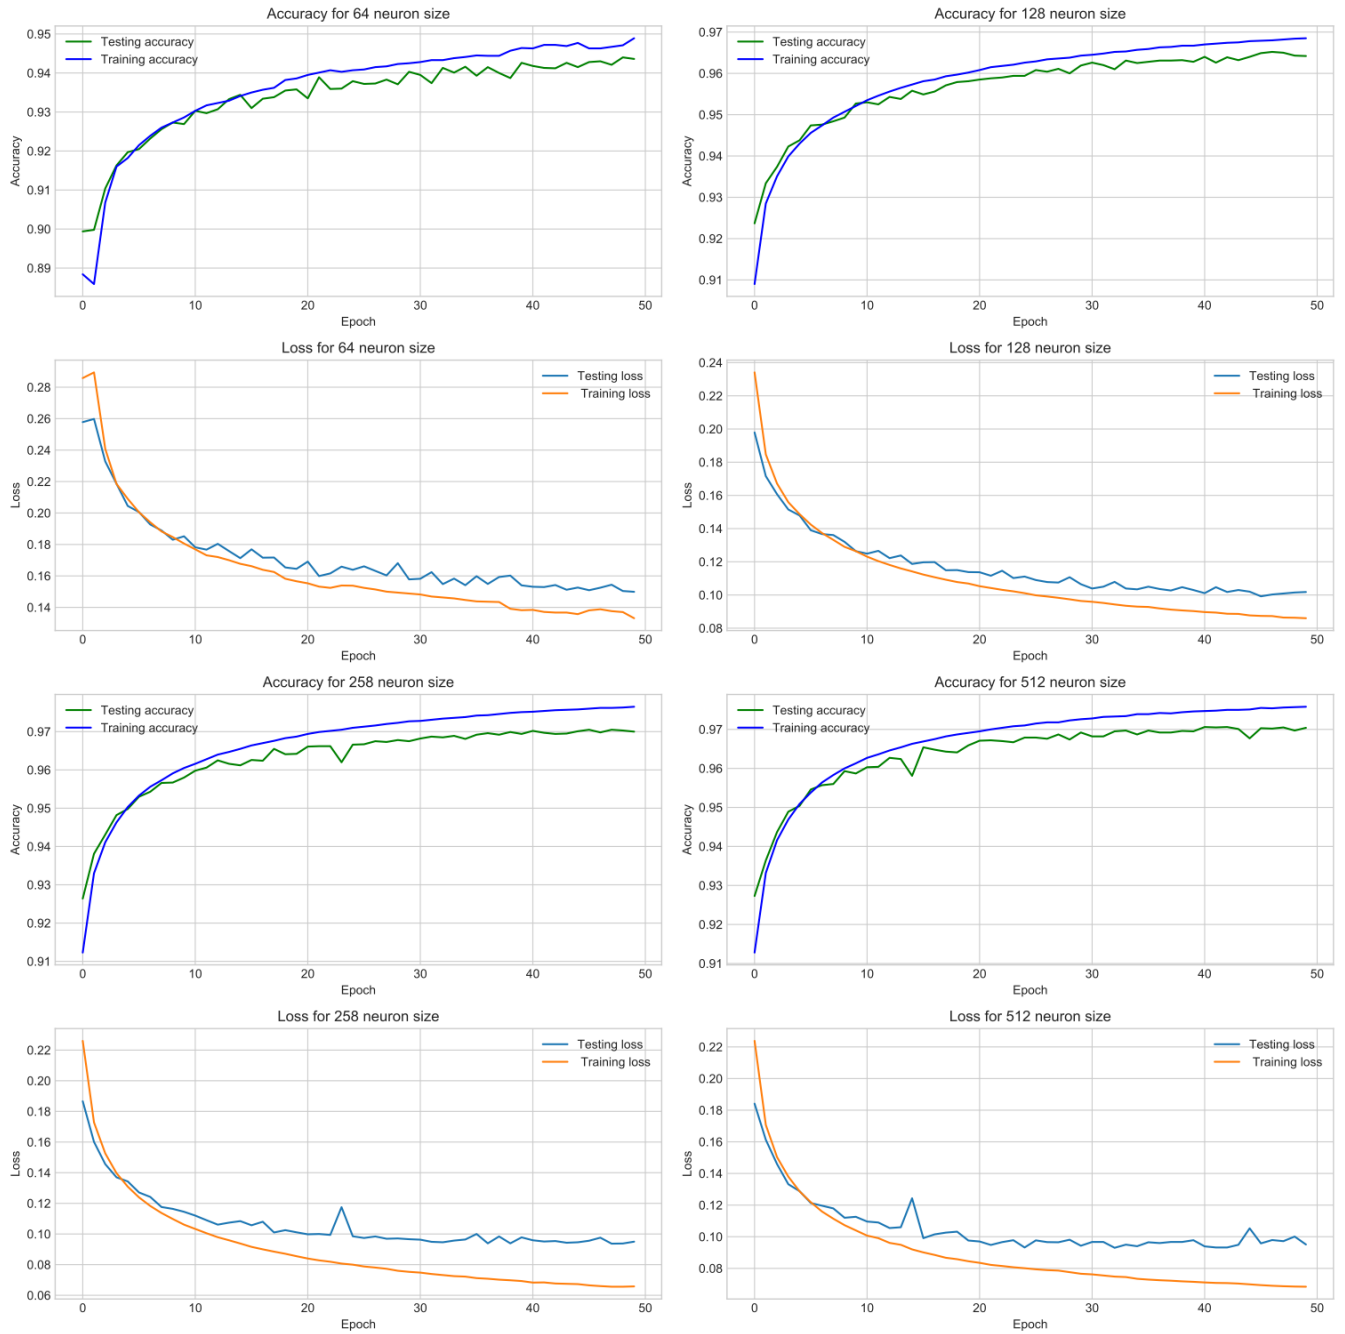 Accuracy for 64 neuron size
Testing accuracy
Training accuracy
Accuracy
0.95
0.94
0.93
0.92
0.91
0.90
0.89
0 10 20 30 40 50
Epoch
Accuracy for 128 neuron size
Testing accuracy
Training accuracy
Accuracy
0.97
0.96
0.95
0.94
0.93
0.92
0.91
0 10 20 30 40 50
Epoch
Loss for 64 neuron size
Testing loss
Training loss
Loss
0.28
0.26
0.24
0.22
0.20
0.18
0.16
0.14
0 10 20 30 40 50
Epoch
Loss for 128 neuron size
Testing loss
Training loss
Loss
0.24
0.22
0.20
0.18
0.16
0.14
0.12
0.10
0.08
0 10 20 30 40 50
Epoch
Accuracy for 258 neuron size
Testing accuracy
Training accuracy
Accuracy
0.97
0.96
0.95
0.94
0.93
0.92
0.91
0 10 20 30 40 50
Epoch
Accuracy for 512 neuron size
Testing accuracy
Training accuracy
Accuracy
0.97
0.96
0.95
0.94
0.93
0.92
0.91
0 10 20 30 40 50
Epoch
Loss for 258 neuron size
Testing loss
Training loss
Loss
0.22
0.20
0.18
0.16
0.14
0.12
0.10
0.08
0.06
0 10 20 30 40 50
Epoch
Loss for 512 neuron size
Testing loss
Training loss
Loss
0.22
0.20
0.18
0.16
0.14
0.12
0.10
0.08
0 10 20 30 40 50
Epoch